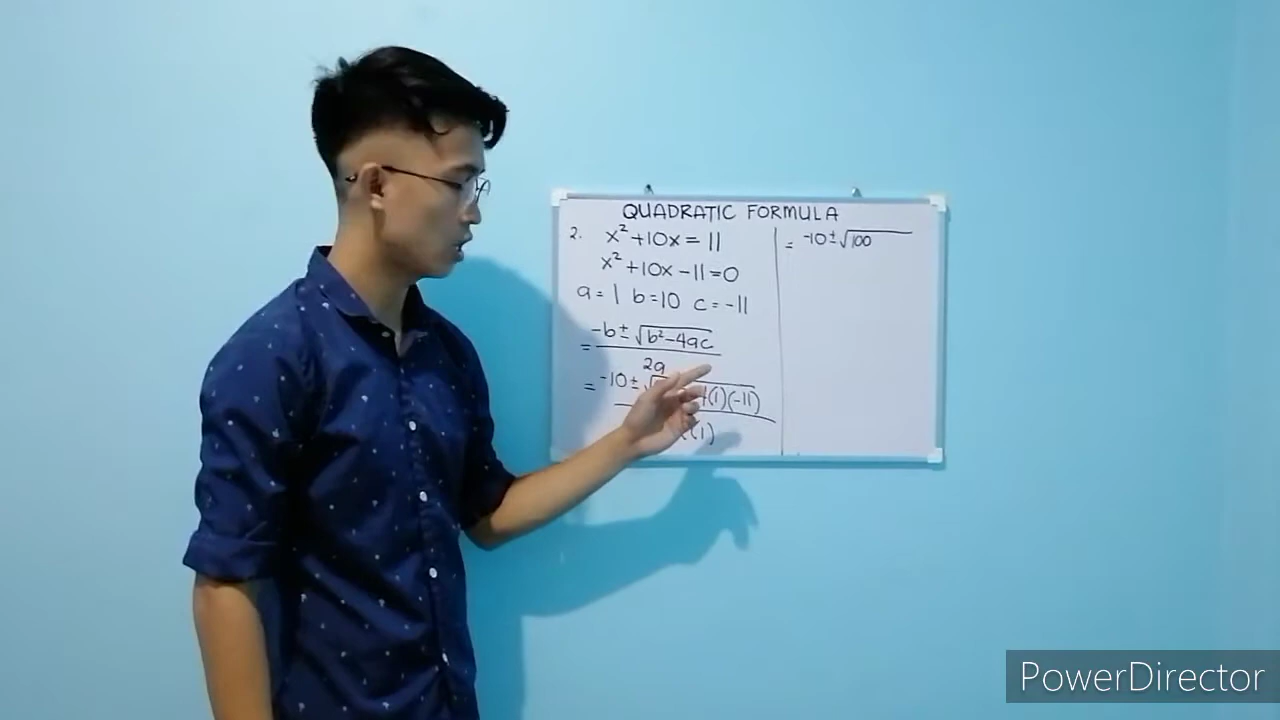 QUADRATIC FORMULA
2. x² + 10x = 11
x² + 10x - 11 = 0
a = 1 b = 10 c = -11
= -b ± √b² - 4ac
2a
= -10 ± √ (1)(-11)
(1)
= -10 ± √100
PowerDirector